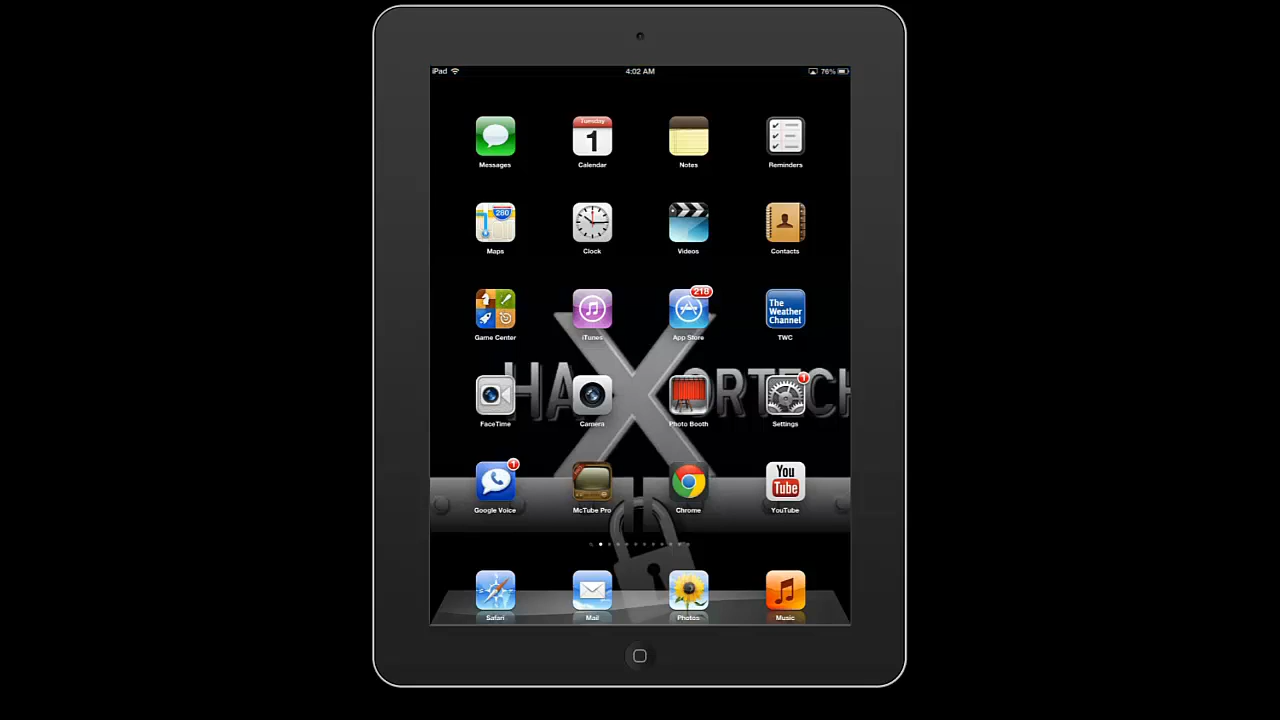 iPad 4:02 AM 76%
Tuesday
1
Messages Calendar Notes Reminders
280
Maps Clock Videos Contacts
218
The
Weather
Channel
Game Center iTunes App Store TWC
HAXORTECH
1
FaceTime Camera Photo Booth Settings
1
You
Tube
Google Voice McTube Pro Chrome YouTube
Safari Mail Photos Music